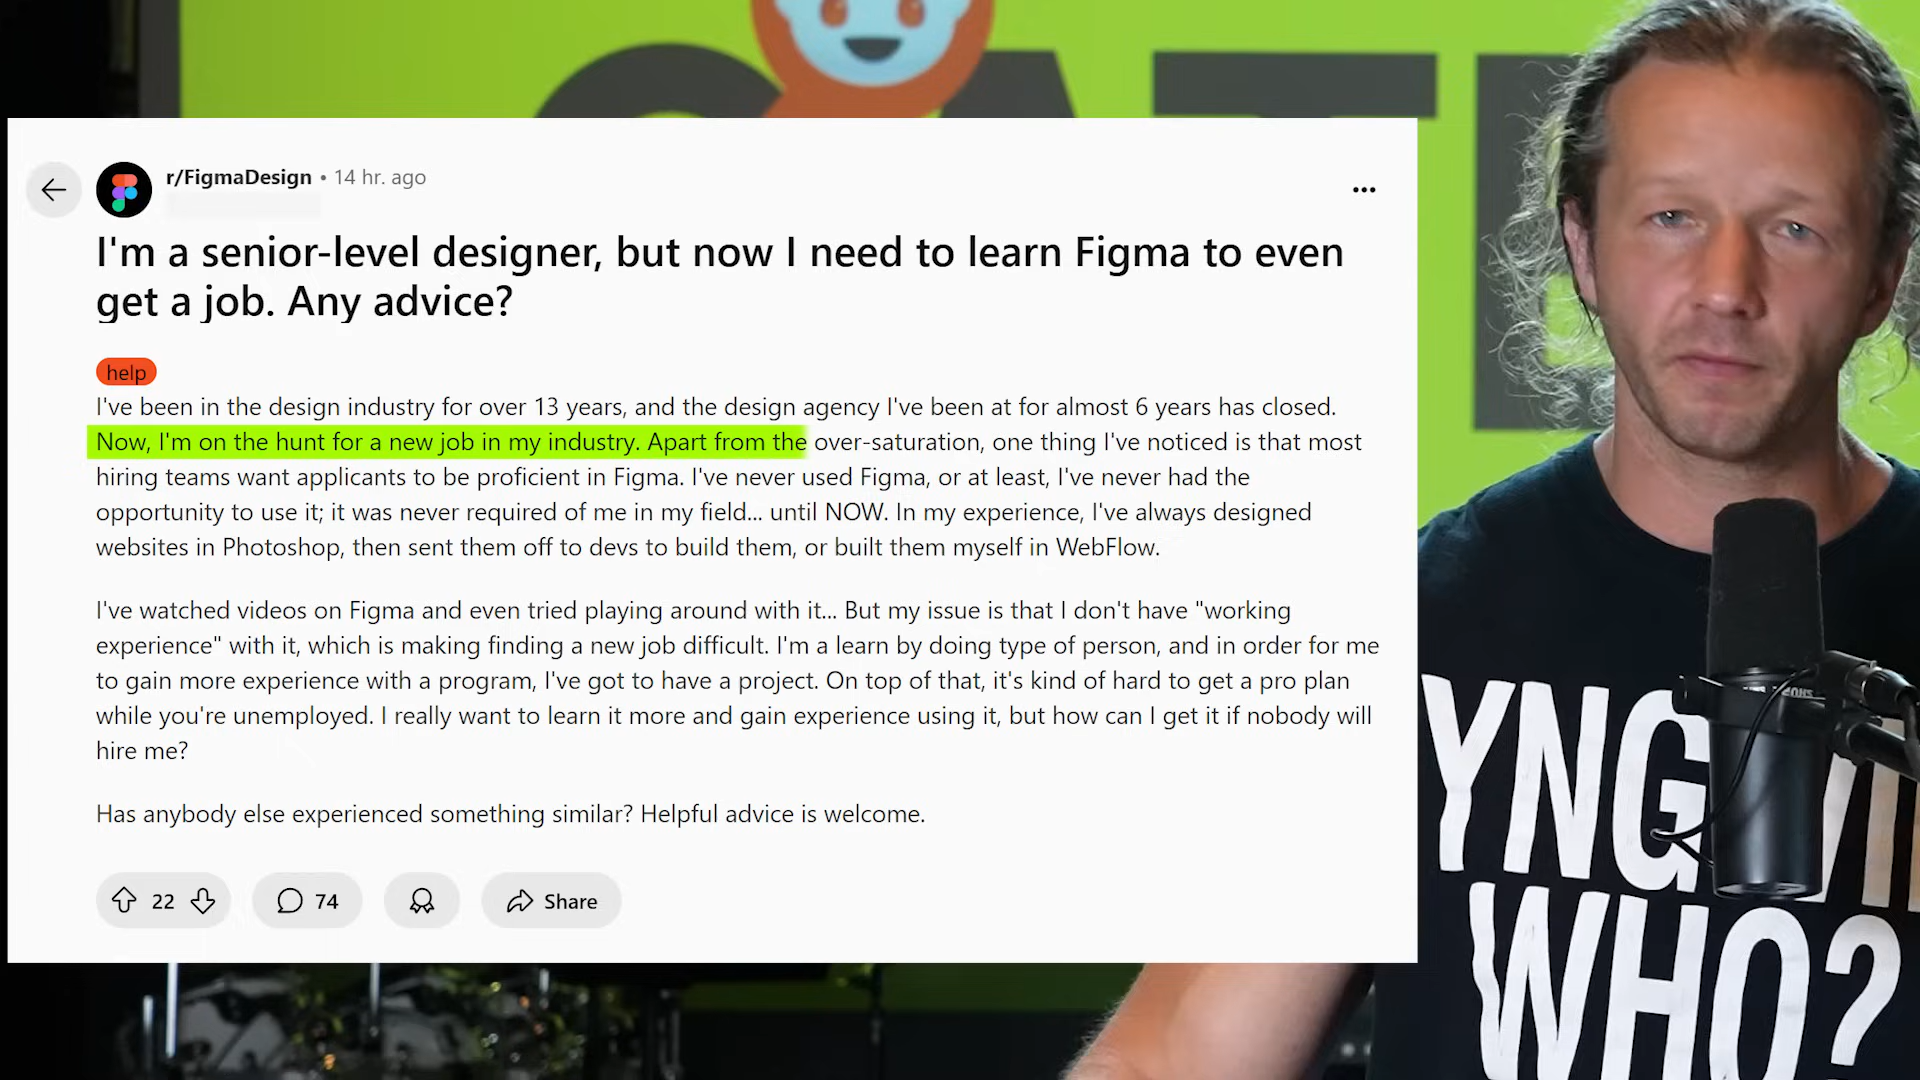 r/FigmaDesign • 14 hr. ago
I'm a senior-level designer, but now I need to learn Figma to even
get a job. Any advice?
help
I've been in the design industry for over 13 years, and the design agency I've been at for almost 6 years has closed.
Now, I'm on the hunt for a new job in my industry. Apart from the over-saturation, one thing I've noticed is that most
hiring teams want applicants to be proficient in Figma. I've never used Figma, or at least, I've never had the
opportunity to use it; it was never required of me in my field... until NOW. In my experience, I've always designed
websites in Photoshop, then sent them off to devs to build them, or built them myself in WebFlow.
I've watched videos on Figma and even tried playing around with it... But my issue is that I don't have "working
experience" with it, which is making finding a new job difficult. I'm a learn by doing type of person, and in order for me
to gain more experience with a program, I've got to have a project. On top of that, it's kind of hard to get a pro plan
while you're unemployed. I really want to learn it more and gain experience using it, but how can I get it if nobody will
hire me?
Has anybody else experienced something similar? Helpful advice is welcome.
22
74
Share
WHO?